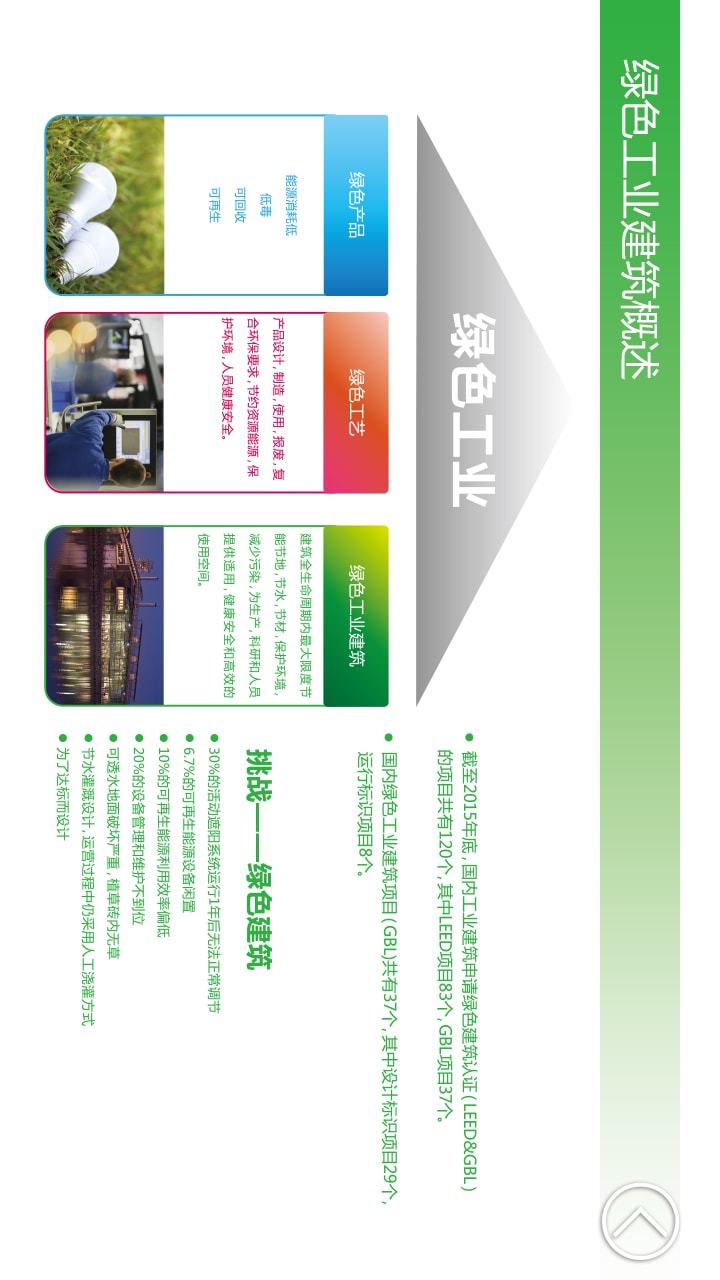 绿色工业建筑概述
绿色工业
绿色产品
能源消耗低
低毒
可回收
可再生
绿色工艺
产品设计，制造，使用，报废，复
合环保要求，节约资源能源，保
护环境，人员健康安全。
绿色工业建筑
建筑全生命周期内最大限度节
能节地，节水，节材，保护环境，
减少污染，为生产，科研和人员
提供适用，健康安全和高效的
使用空间。
● 截至2015年底，国内工业建筑申请绿色建筑认证（LEED&GBL）
的项目共有120个，其中LEED项目83个，GBL项目37个。
● 国内绿色工业建筑项目（GBL)共有37个，其中设计标识项目29个，
运行标识项目8个。
挑战——绿色建筑
● 30%的活动遮阳系统运行1年后无法正常调节
● 6.7%的可再生能源设备闲置
● 10%的可再生能源利用效率偏低
● 20%的设备管理和维护不到位
● 可透水地面破坏严重，植草砖内无草
● 节水灌溉设计，运营过程中仍采用人工浇灌方式
● 为了达标而设计